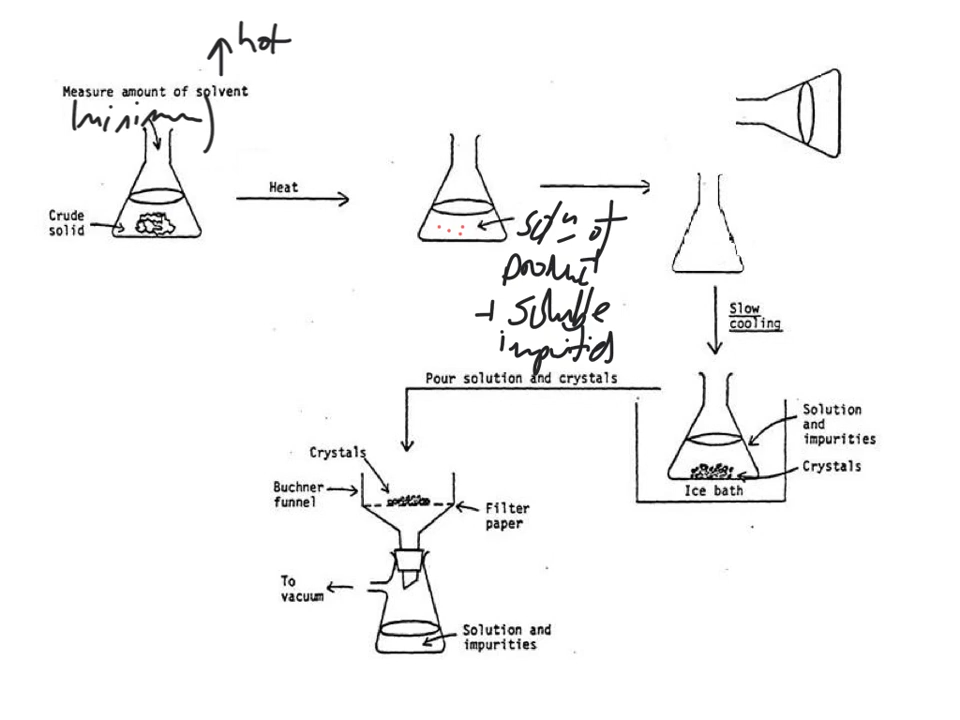 hot
Measure amount of solvent
(minimum)
Heat
Crude
solid
soln of
product
+ soluble
impurities
Slow
cooling
Pour solution and crystals
Solution
and
impurities
Crystals
Ice bath
Crystals
Buchner
funnel
Filter
paper
To
vacuum
Solution and
impurities